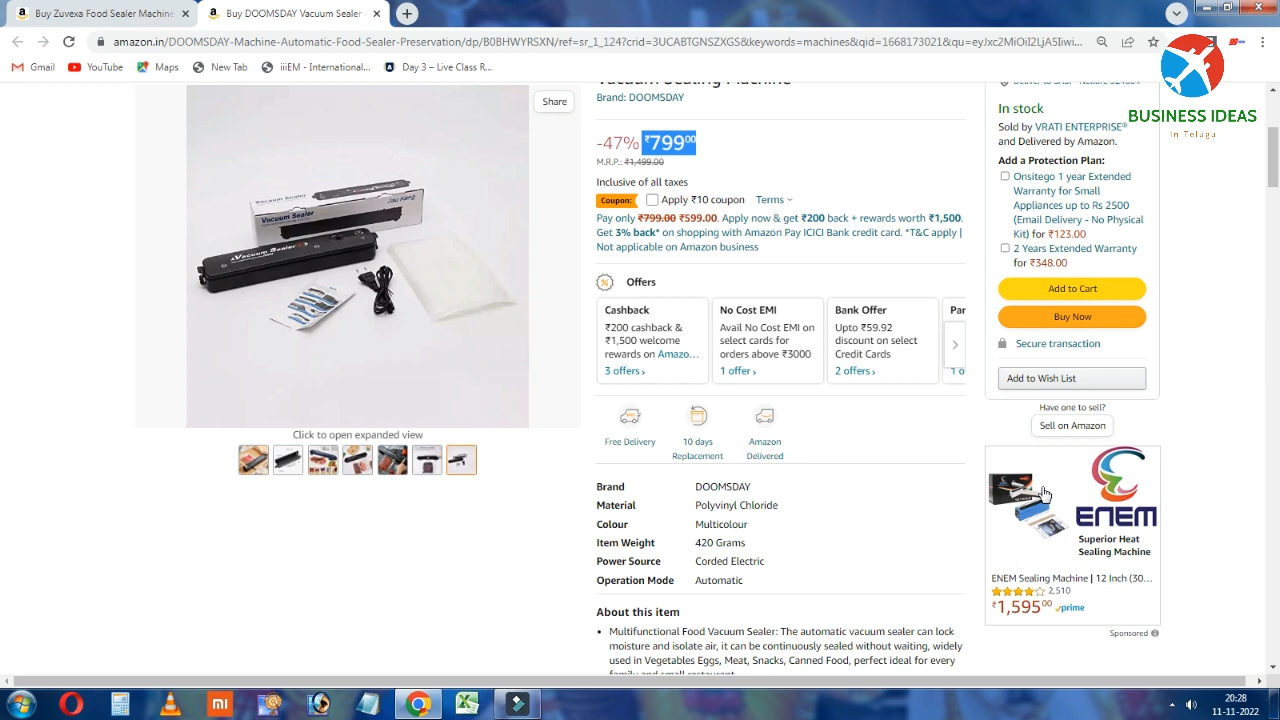 Buy Zuvexa Food Sealer Machine
Buy DOOMSDAY Vacuum Sealer
amazon.in/DOOMSDAY-Machine-Automatic-Food-Sealer-Preservation/dp/B0BHWYRSXN/ref=sr_1_124?crid=3UCABTGNSZXGS&keywords=machines&qid=1668173021&qu=eyJxc2MiOiI2LjA5Iiwi...
Gmail
YouTube
Maps
New Tab
iiiEM - Internationa...
Day 3 – Live Class R...
BUSINESS IDEAS
In Telugu
Share
Vacuum Sealer
Jau Kang
Vacuum Sealer
Click to open expanded view
Vacuum Sealing Machine
Brand: DOOMSDAY
-47% ₹799.00
M.R.P.: ₹1,499.00
Inclusive of all taxes
Coupon: Apply ₹10 coupon Terms
Pay only ₹799.00 ₹599.00. Apply now & get ₹200 back + rewards worth ₹1,500.
Get 3% back* on shopping with Amazon Pay ICICI Bank credit card. *T&C apply |
Not applicable on Amazon business
Offers
Cashback
₹200 cashback &
₹1,500 welcome
rewards on Amazo...
3 offers ›
No Cost EMI
Avail No Cost EMI on
select cards for
orders above ₹3000
1 offer ›
Bank Offer
Upto ₹59.92
discount on select
Credit Cards
2 offers ›
Par
1 o
Free Delivery
10 days
Replacement
Amazon
Delivered
Brand DOOMSDAY
Material Polyvinyl Chloride
Colour Multicolour
Item Weight 420 Grams
Power Source Corded Electric
Operation Mode Automatic
About this item
• Multifunctional Food Vacuum Sealer: The automatic vacuum sealer can lock
moisture and isolate air, it can be continuously sealed without waiting, widely
used in Vegetables Eggs, Meat, Snacks, Canned Food, perfect ideal for every
family and small restaurant.
In stock
Sold by VRATI ENTERPRISE®
and Delivered by Amazon.
Add a Protection Plan:
Onsitego 1 year Extended
Warranty for Small
Appliances up to Rs 2500
(Email Delivery - No Physical
Kit) for ₹123.00
2 Years Extended Warranty
for ₹348.00
Add to Cart
Buy Now
Secure transaction
Add to Wish List
Have one to sell?
Sell on Amazon
ENEM
Superior Heat
Sealing Machine
ENEM Sealing Machine | 12 Inch (30...
2,510
₹1,595.00 prime
Sponsored
20:28
11-11-2022